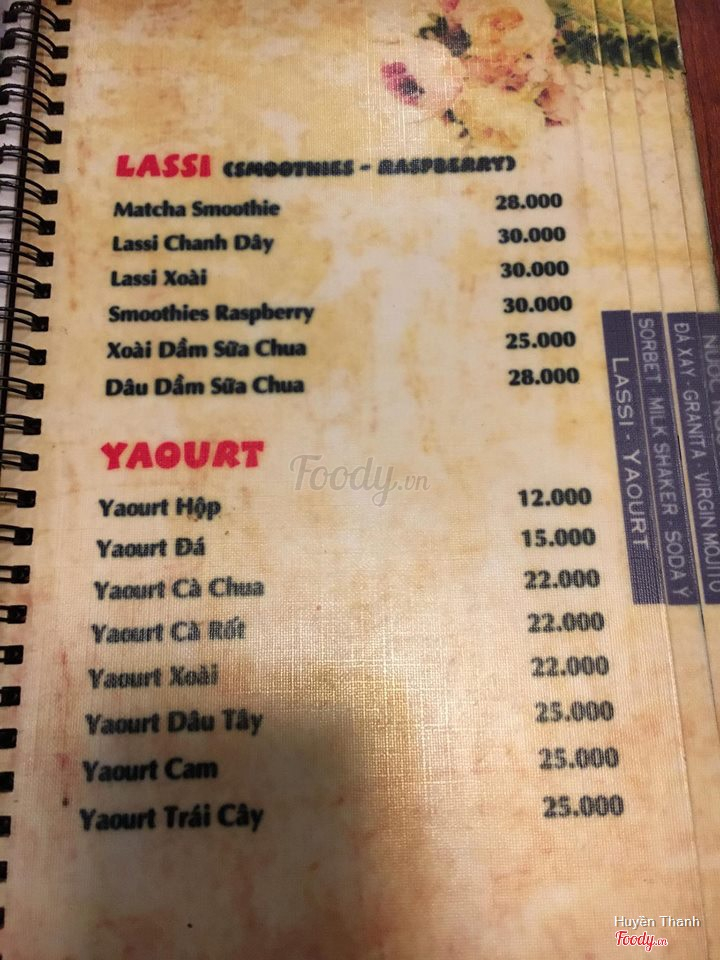 LASSI (SMOOTHIES - RASPBERRY)
Matcha Smoothie 28.000
Lassi Chanh Dây 30.000
Lassi Xoài 30.000
Smoothies Raspberry 30.000
Xoài Dầm Sữa Chua 25.000
Dâu Dầm Sữa Chua 28.000
YAOURT
Yaourt Hộp 12.000
Yaourt Đá 15.000
Yaourt Cà Chua 22.000
Yaourt Cà Rốt 22.000
Yaourt Xoài 22.000
Yaourt Dâu Tây 25.000
Yaourt Cam 25.000
Yaourt Trái Cây 25.000
LASSI - YAOURT
SORBET - MILK SHAKER - SODA Ý
ĐÁ XAY - GRANITA - VIRGIN MOJITO
Foody.vn
Huyền Thanh
Foody.vn